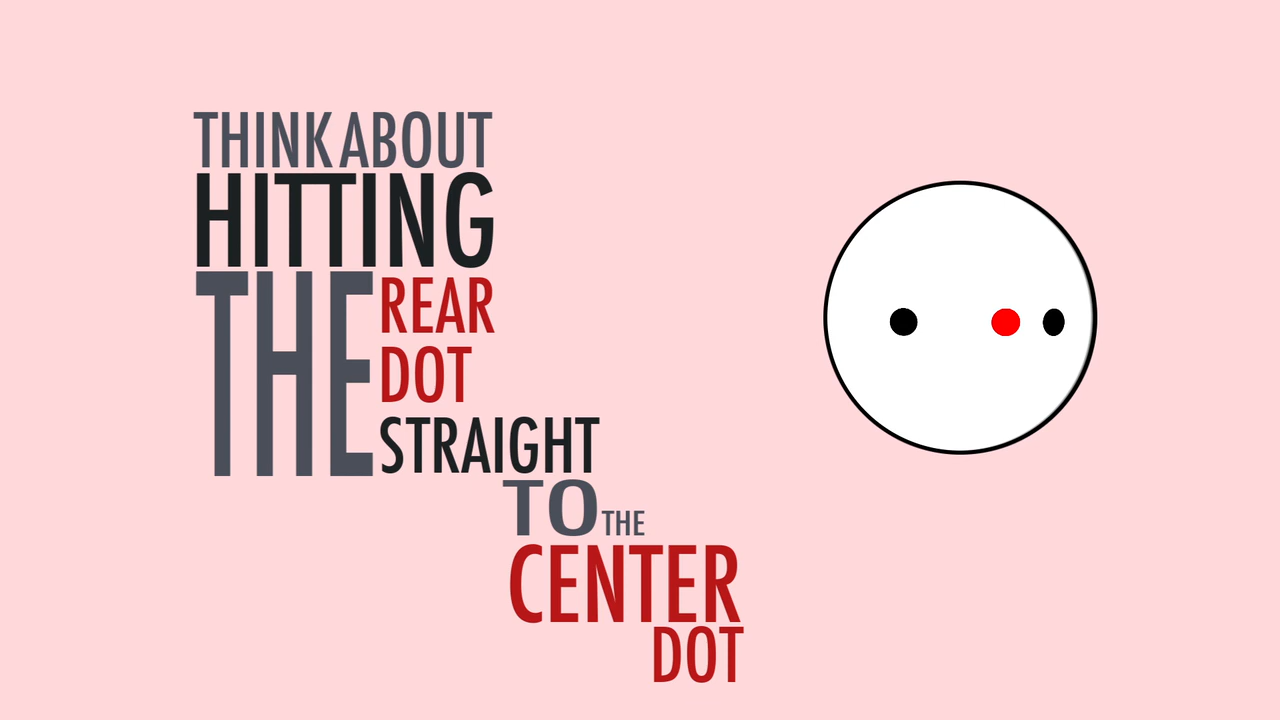 THINK ABOUT
HITTING
THE REAR
DOT
STRAIGHT
TO THE
CENTER
DOT